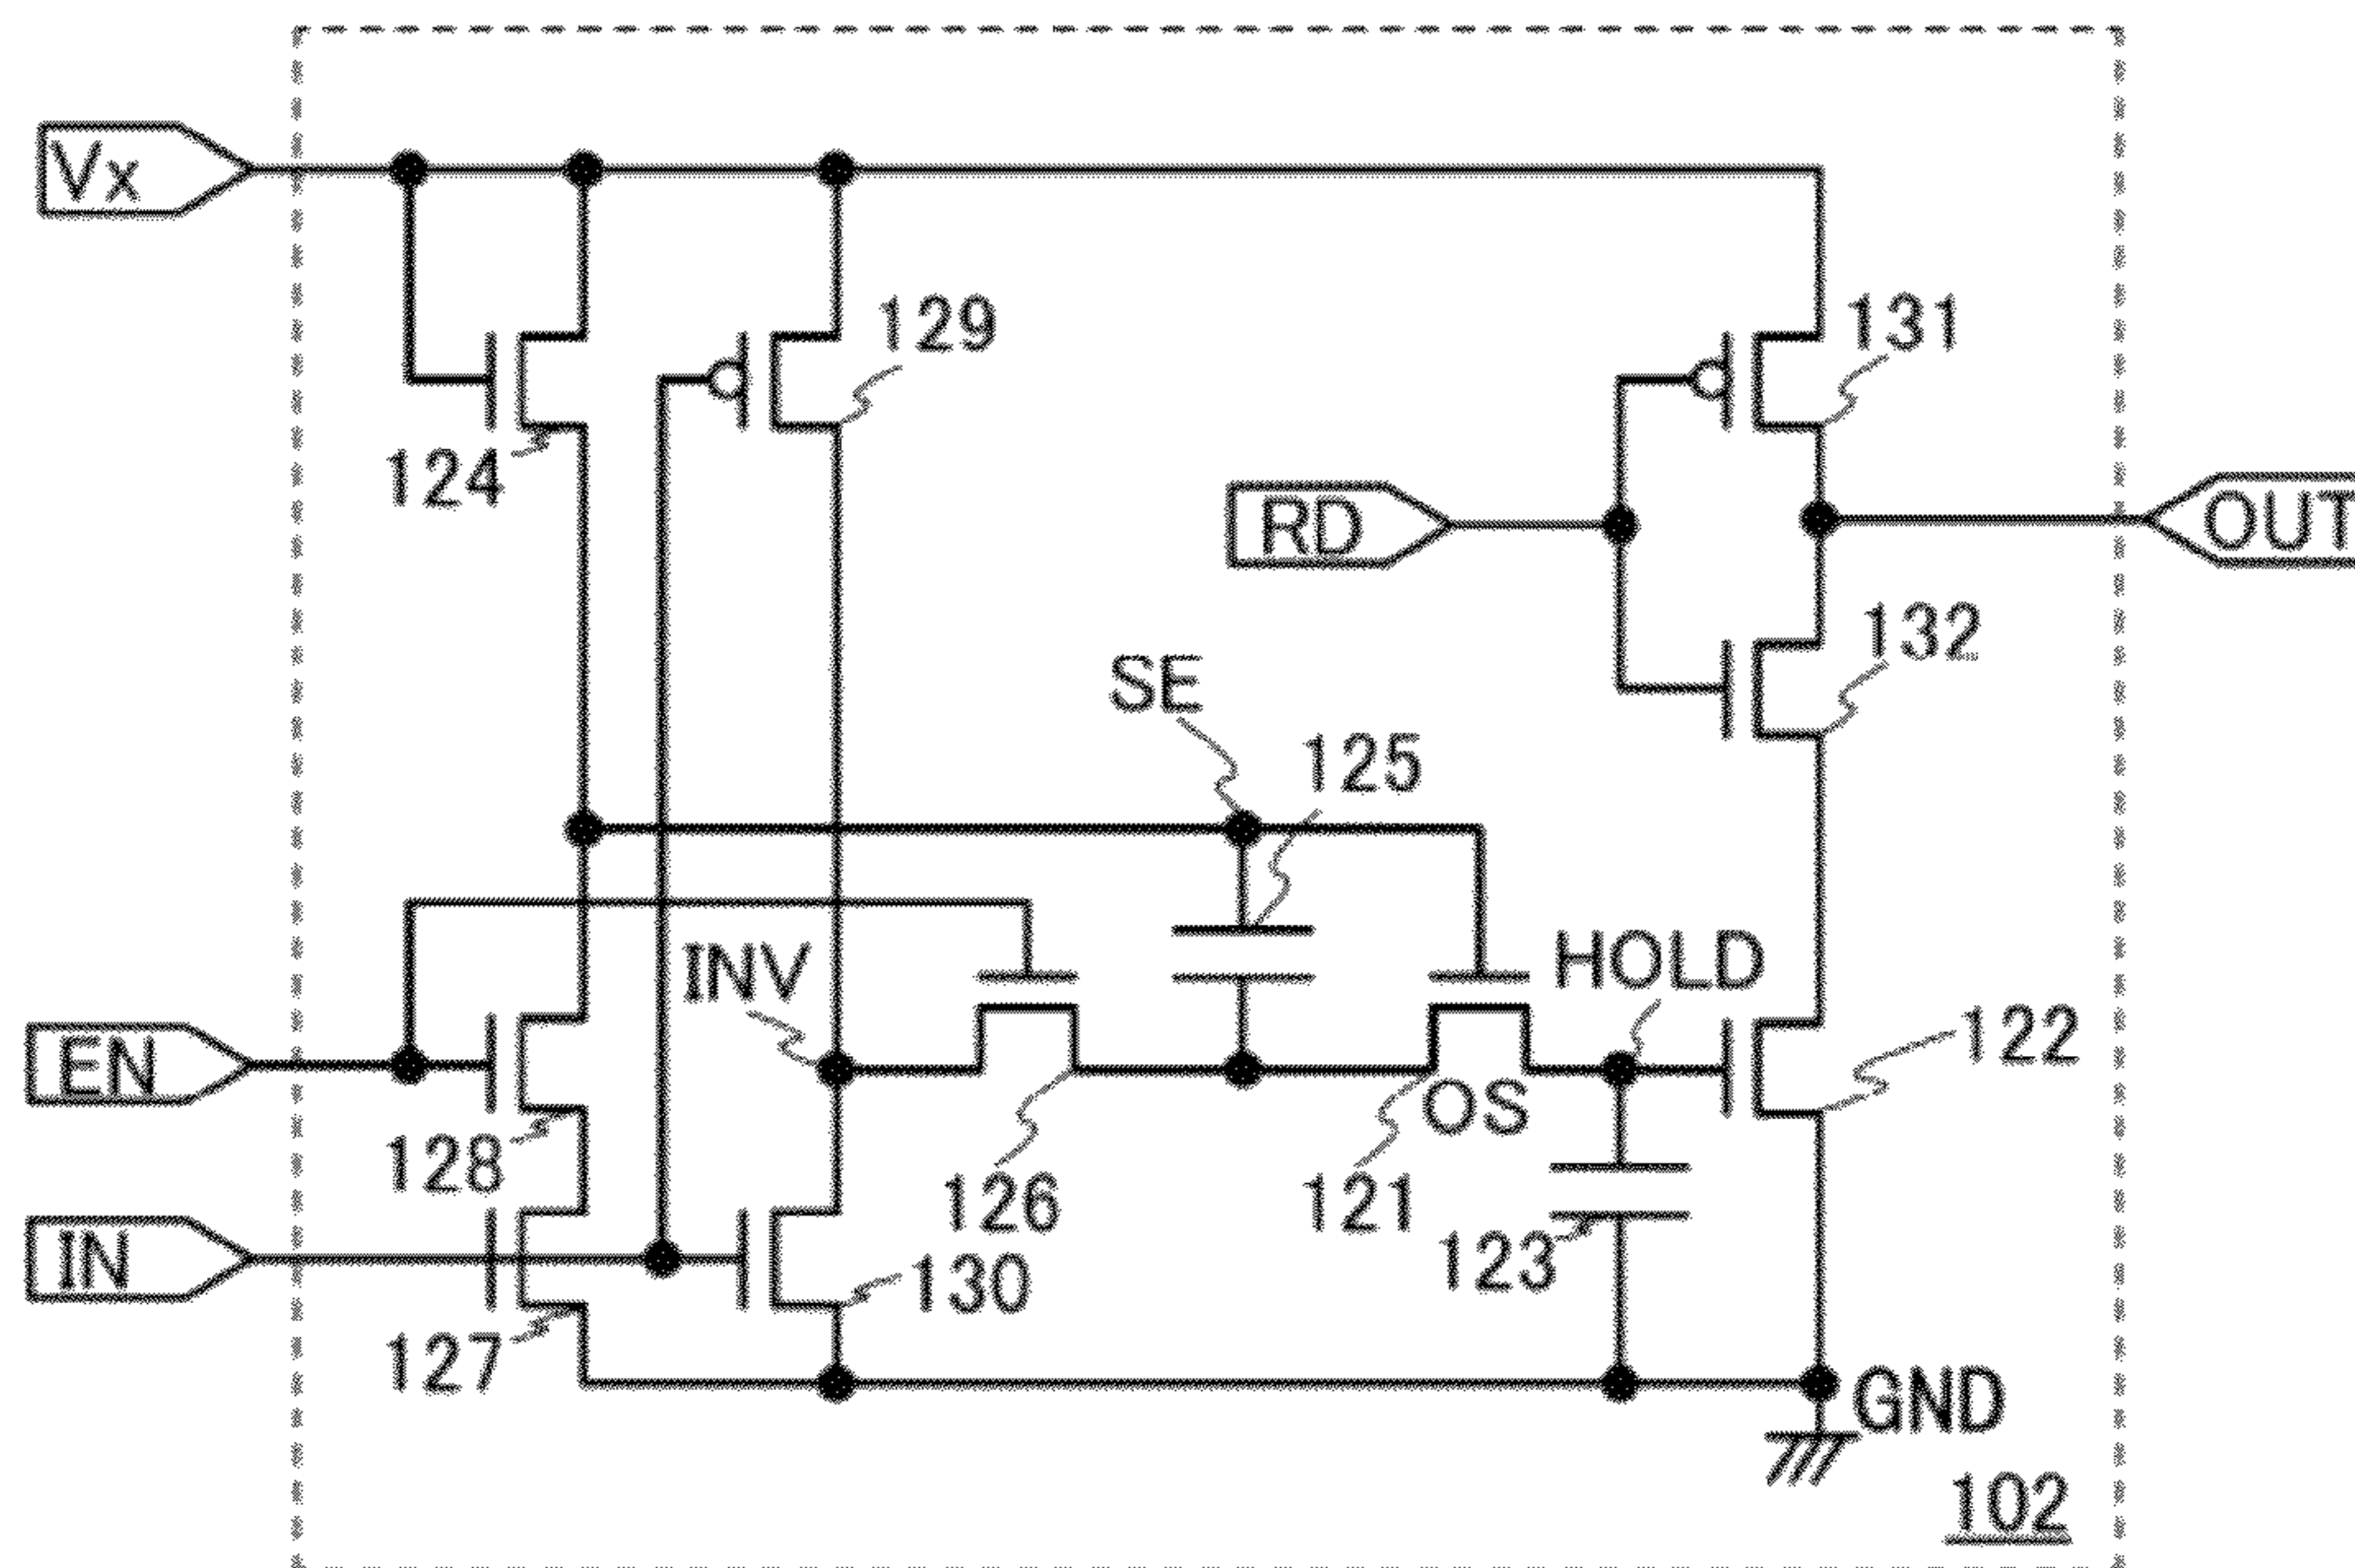 Vx
129
131
124
RD
OUT
132
SE
125
INV
HOLD
122
EN
OS
128
126
121
123
IN
130
127
GND
102